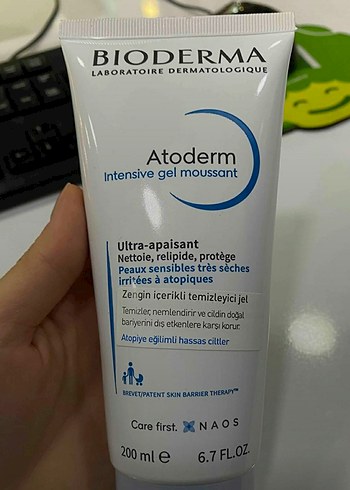 BIODERMA
LABORATOIRE DERMATOLOGIQUE
Atoderm
Intensive gel moussant
Ultra-apaisant
Nettoie, relipide, protège
Peaux sensibles très sèches
irritées à atopiques
Zengin içerikli temizleyici jel
Temizler, nemlendirir ve cildin doğal
bariyerini dış etkenlere karşı korur.
Atopiye eğilimli hassas ciltler
BREVET/PATENT SKIN BARRIER THERAPY™
Care first. NAOS
200 ml e 6.7 FL.OZ.